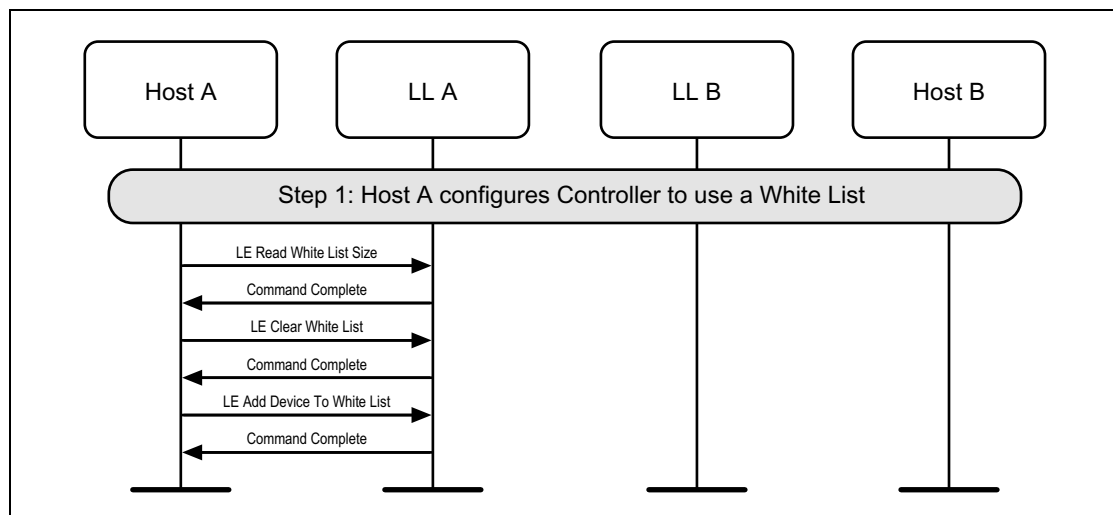 Host A
LL A
LL B
Host B
Step 1: Host A configures Controller to use a White List
LE Read White List Size
Command Complete
LE Clear White List
Command Complete
LE Add Device To White List
Command Complete